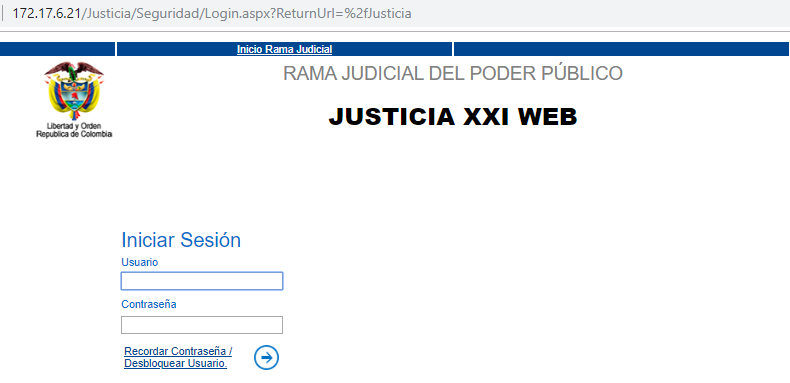 172.17.6.21/Justicia/Seguridad/Login.aspx?ReturnUrl=%2fJusticia
Inicio Rama Judicial
RAMA JUDICIAL DEL PODER PÚBLICO
JUSTICIA XXI WEB
Libertad y Orden
Republica de Colombia
Iniciar Sesión
Usuario
Contraseña
Recordar Contraseña /
Desbloquear Usuario.